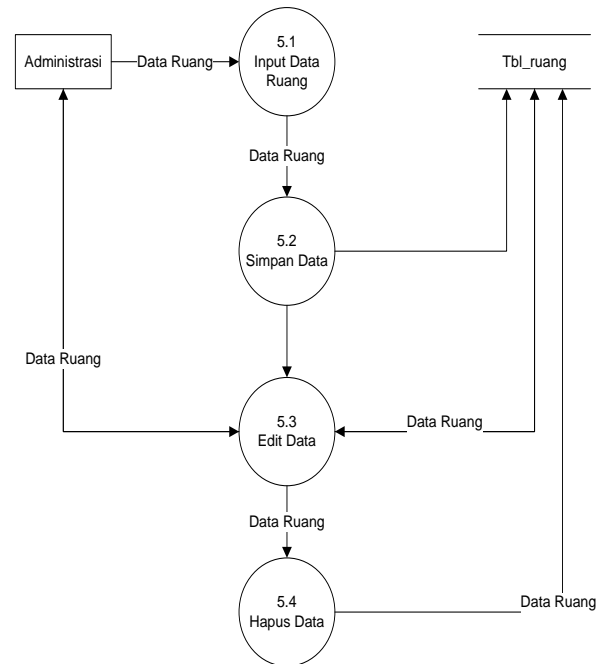 Administrasi
Data Ruang
5.1
Input Data
Ruang
Tbl_ruang
Data Ruang
5.2
Simpan Data
Data Ruang
5.3
Edit Data
Data Ruang
Data Ruang
5.4
Hapus Data
Data Ruang